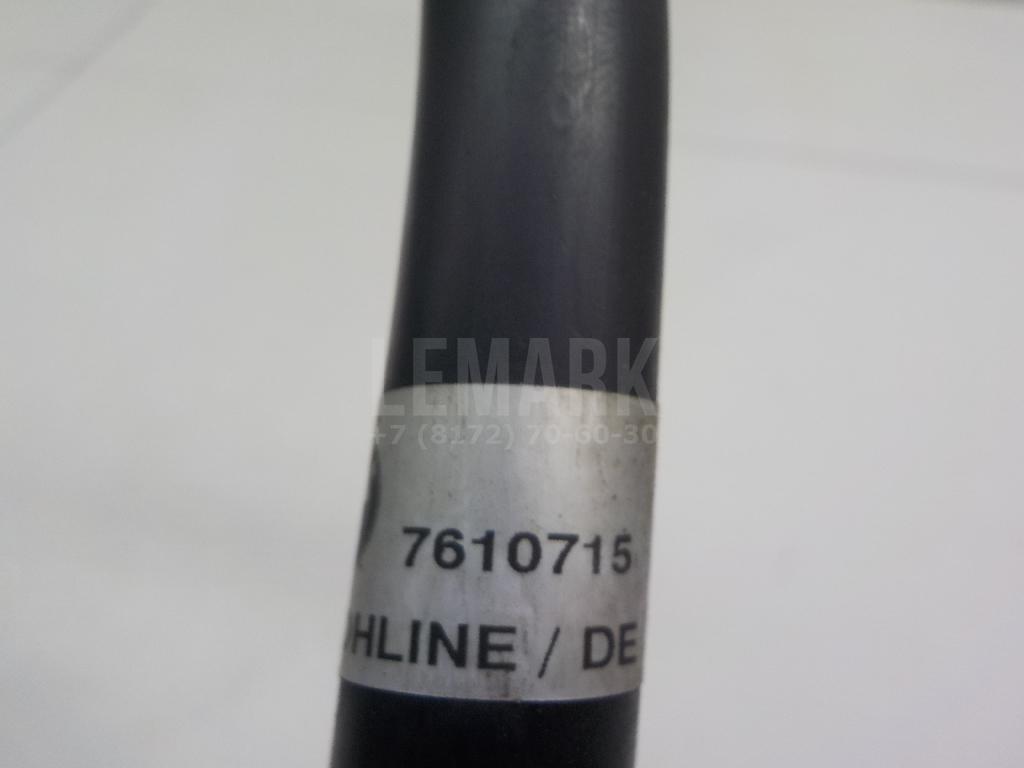 LEMARK
+7 (8172) 70-60-30
7610715
HLINE / DE